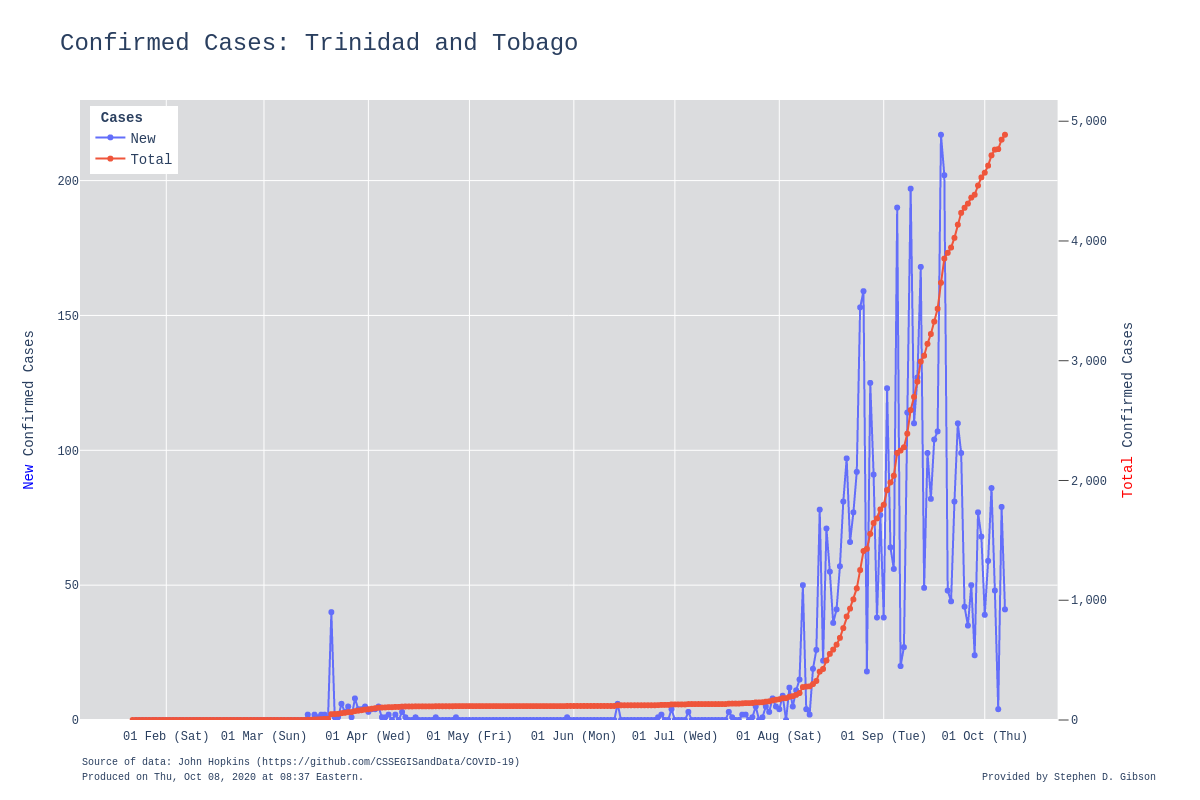 Confirmed Cases: Trinidad and Tobago
Cases
New
Total
200
150
100
50
0
5,000
4,000
3,000
2,000
1,000
0
New Confirmed Cases
Total Confirmed Cases
01 Feb (Sat) 01 Mar (Sun) 01 Apr (Wed) 01 May (Fri) 01 Jun (Mon) 01 Jul (Wed) 01 Aug (Sat) 01 Sep (Tue) 01 Oct (Thu)
Source of data: John Hopkins (https://github.com/CSSEGISandData/COVID-19)
Produced on Thu, Oct 08, 2020 at 08:37 Eastern.
Provided by Stephen D. Gibson